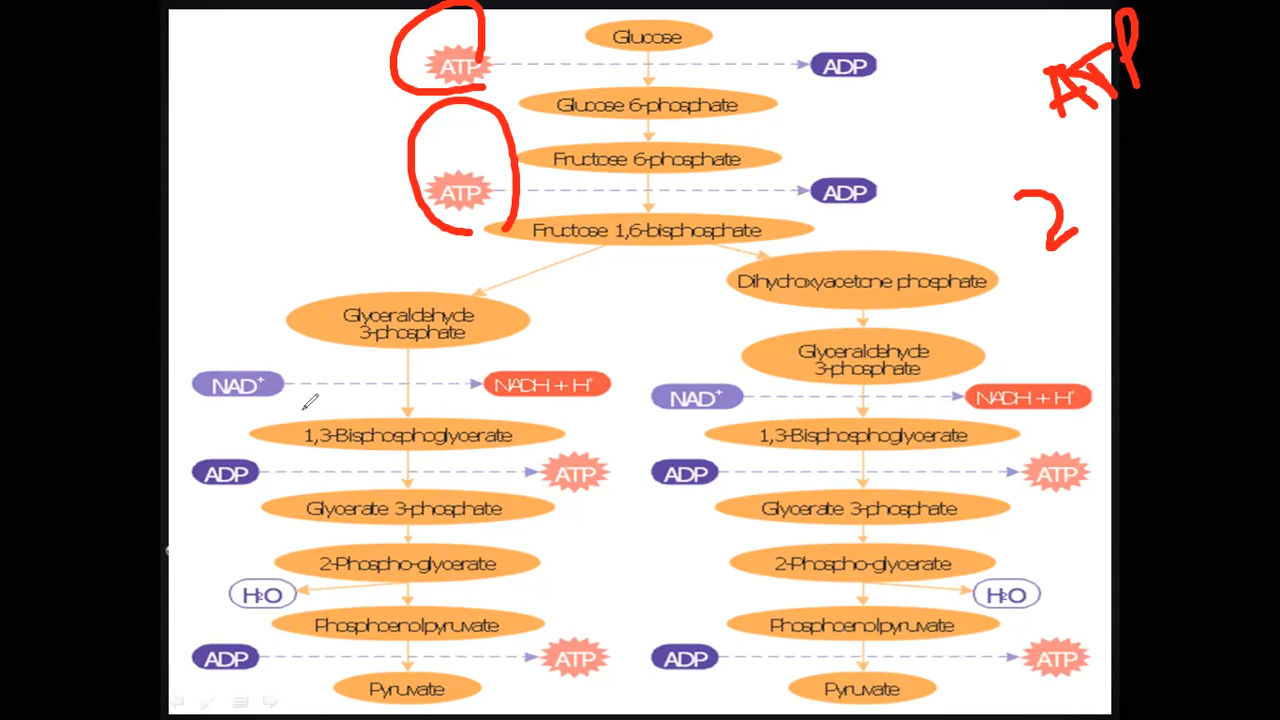 Glucose
ATP ADP
ATP
Glucose 6-phosphate
Fructose 6-phosphate
ATP ADP
2
Fructose 1,6-bisphosphate
Dihydroxyacetone phosphate
Glyceraldehyde
3-phosphate
Glyceraldehyde
3-phosphate
NAD+ NADH + H+
NAD+ NADH + H+
1,3-Bisphosphoglycerate 1,3-Bisphosphoglycerate
ADP ATP ADP ATP
Glycerate 3-phosphate Glycerate 3-phosphate
2-Phospho-glycerate 2-Phospho-glycerate
H2O H2O
Phosphoenolpyruvate Phosphoenolpyruvate
ADP ATP ADP ATP
Pyruvate Pyruvate